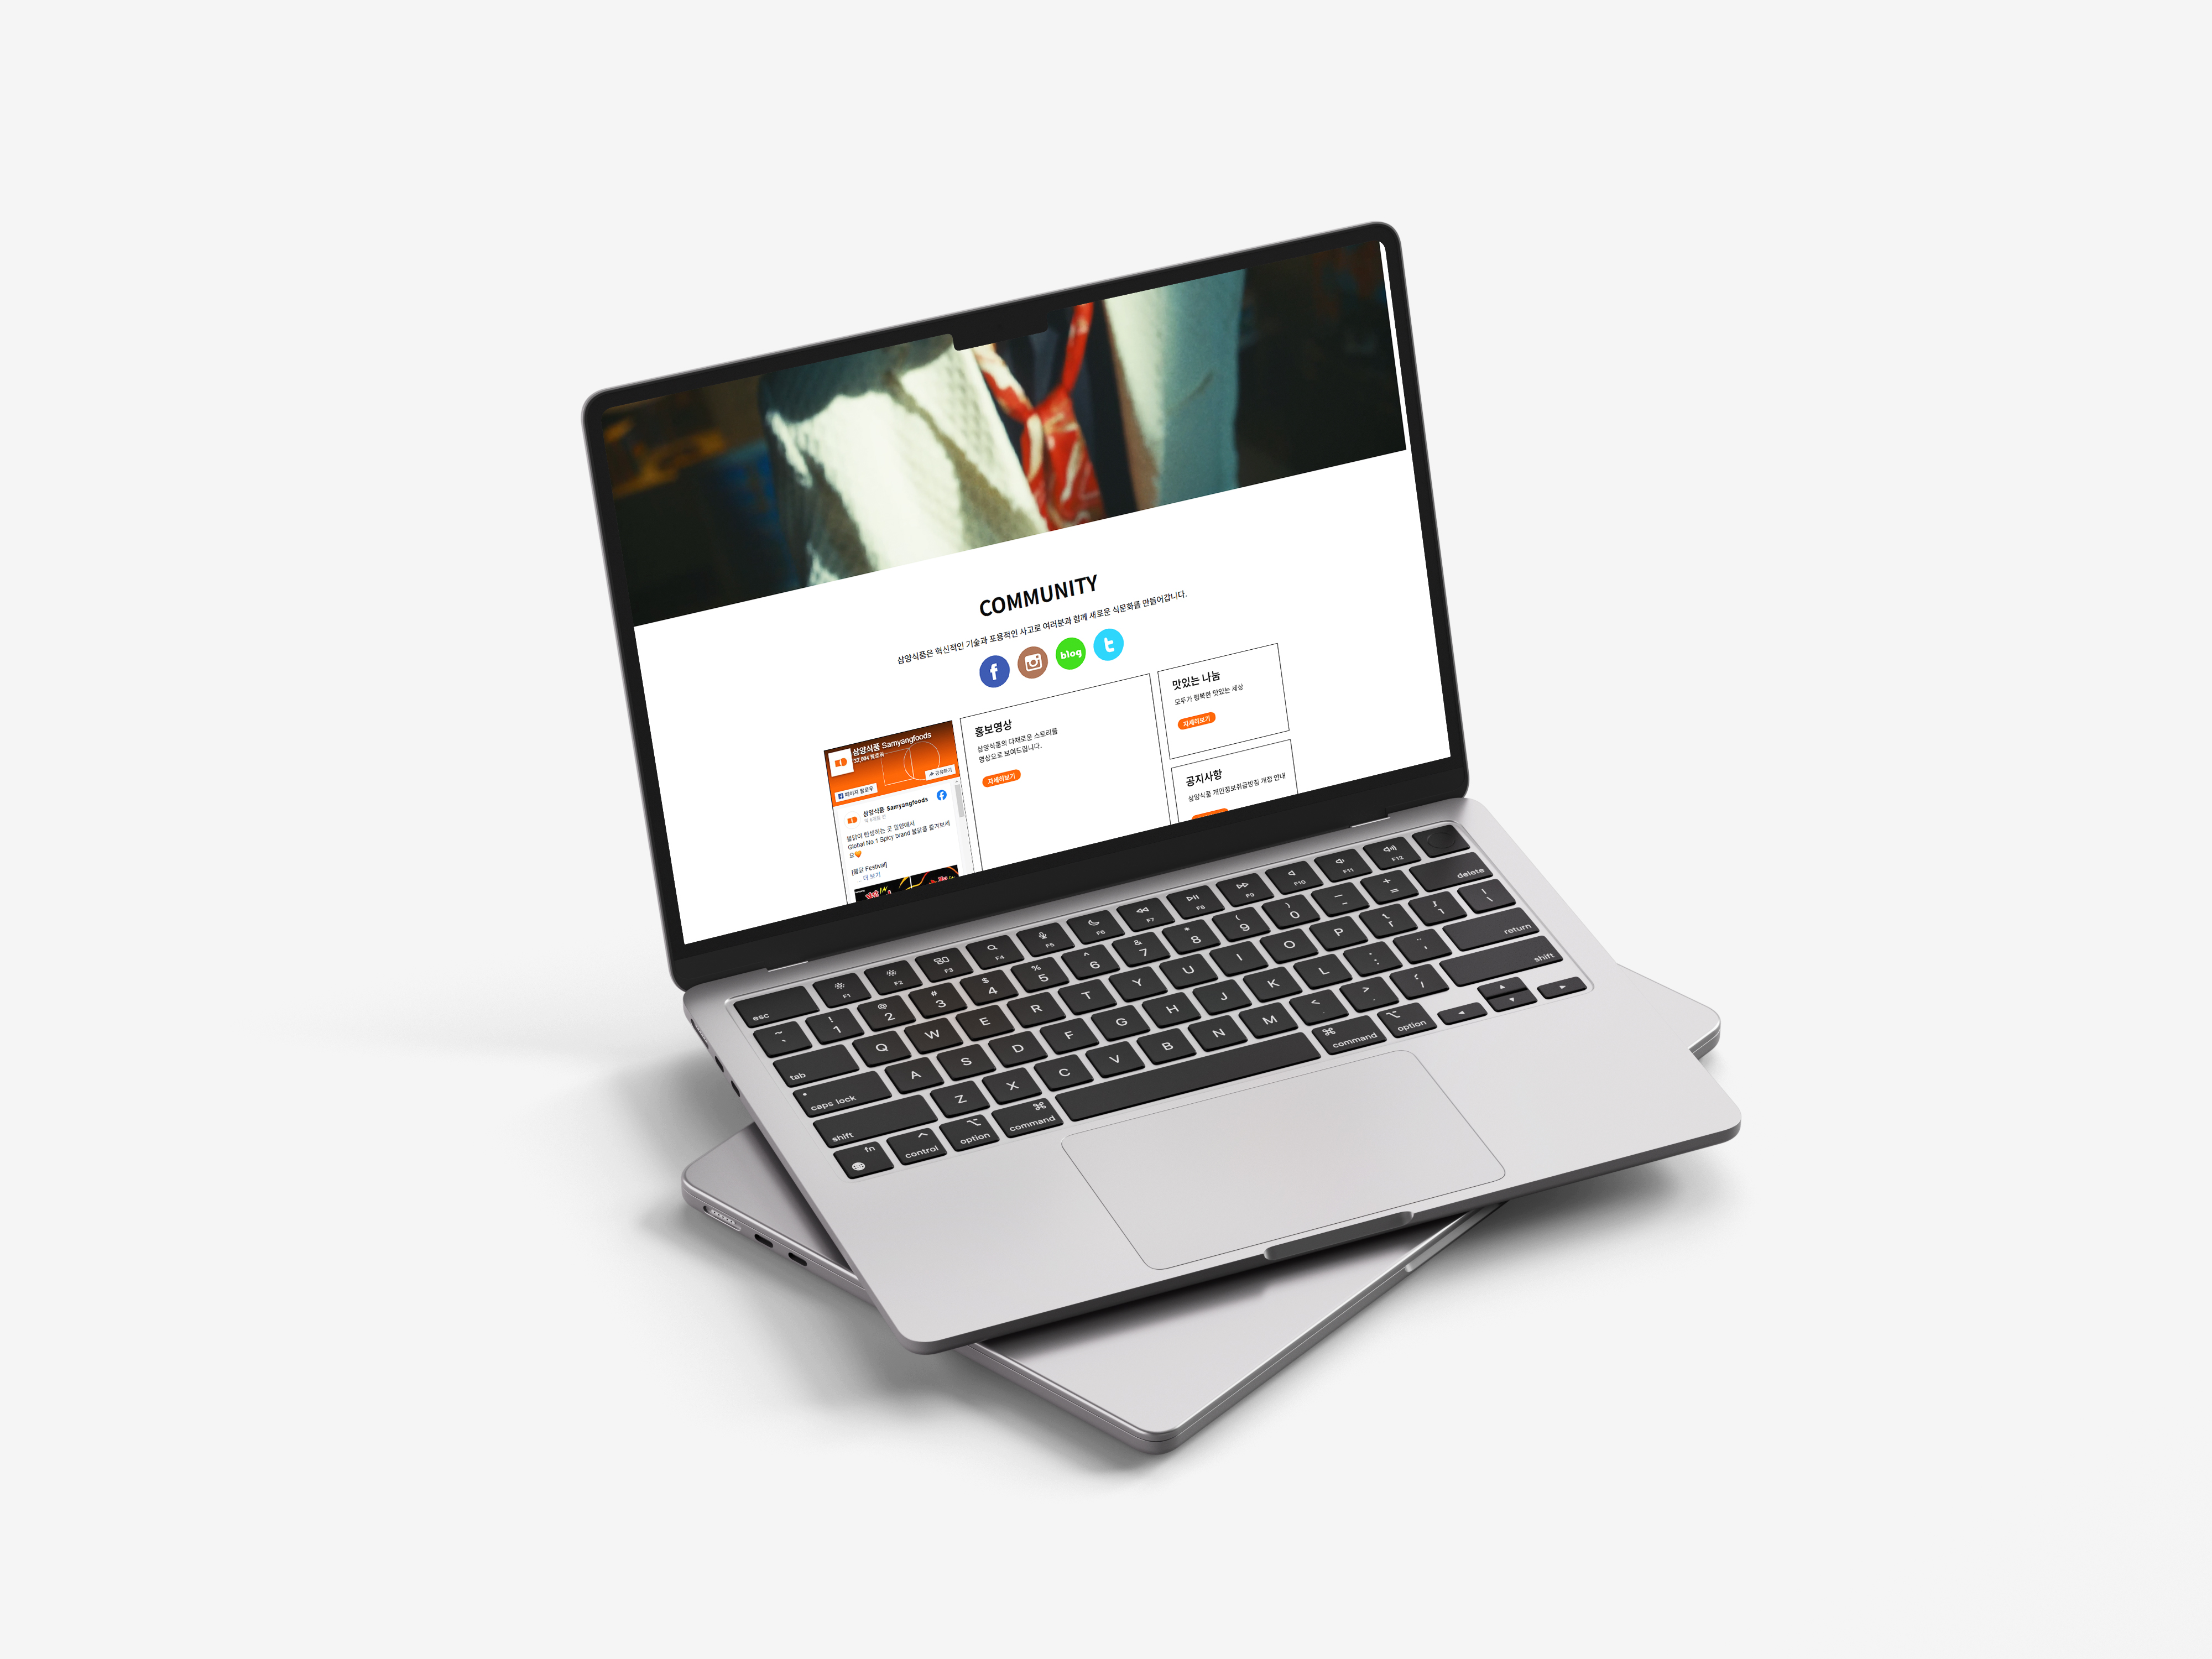 COMMUNITY
삼양식품은 혁신적인 기술과 포용적인 사고로 여러분과 함께 새로운 식문화를 만들어갑니다.
f
blog
t
삼양식품 Samyangfoods
32,004 팔로워
페이지 팔로우
공유하기
삼양식품 Samyangfoods
불닭이 탄생하는 곳 밀양에서
Global No.1 Spicy brand 불닭을 즐겨보세
요
[불닭 Festival]
... 더 보기
홍보영상
삼양식품의 다채로운 스토리를
영상으로 보여드립니다.
자세히보기
맛있는 나눔
모두가 행복한 맛있는 세상
자세히보기
공지사항
삼양식품 개인정보취급방침 개정 안내
esc F1 F2 F3 F4 F5 F6 F7 F8 F9 F10 F11 F12
~ ` ! 1 @ 2 # 3 $ 4 % 5 ^ 6 & 7 * 8 ( 9 ) 0 — - + = delete
tab Q W E R T Y U I O P { [ } ] | \
caps lock A S D F G H J K L : ; " ' return
shift Z X C V B N M < , > . ? / shift
fn control option command command option